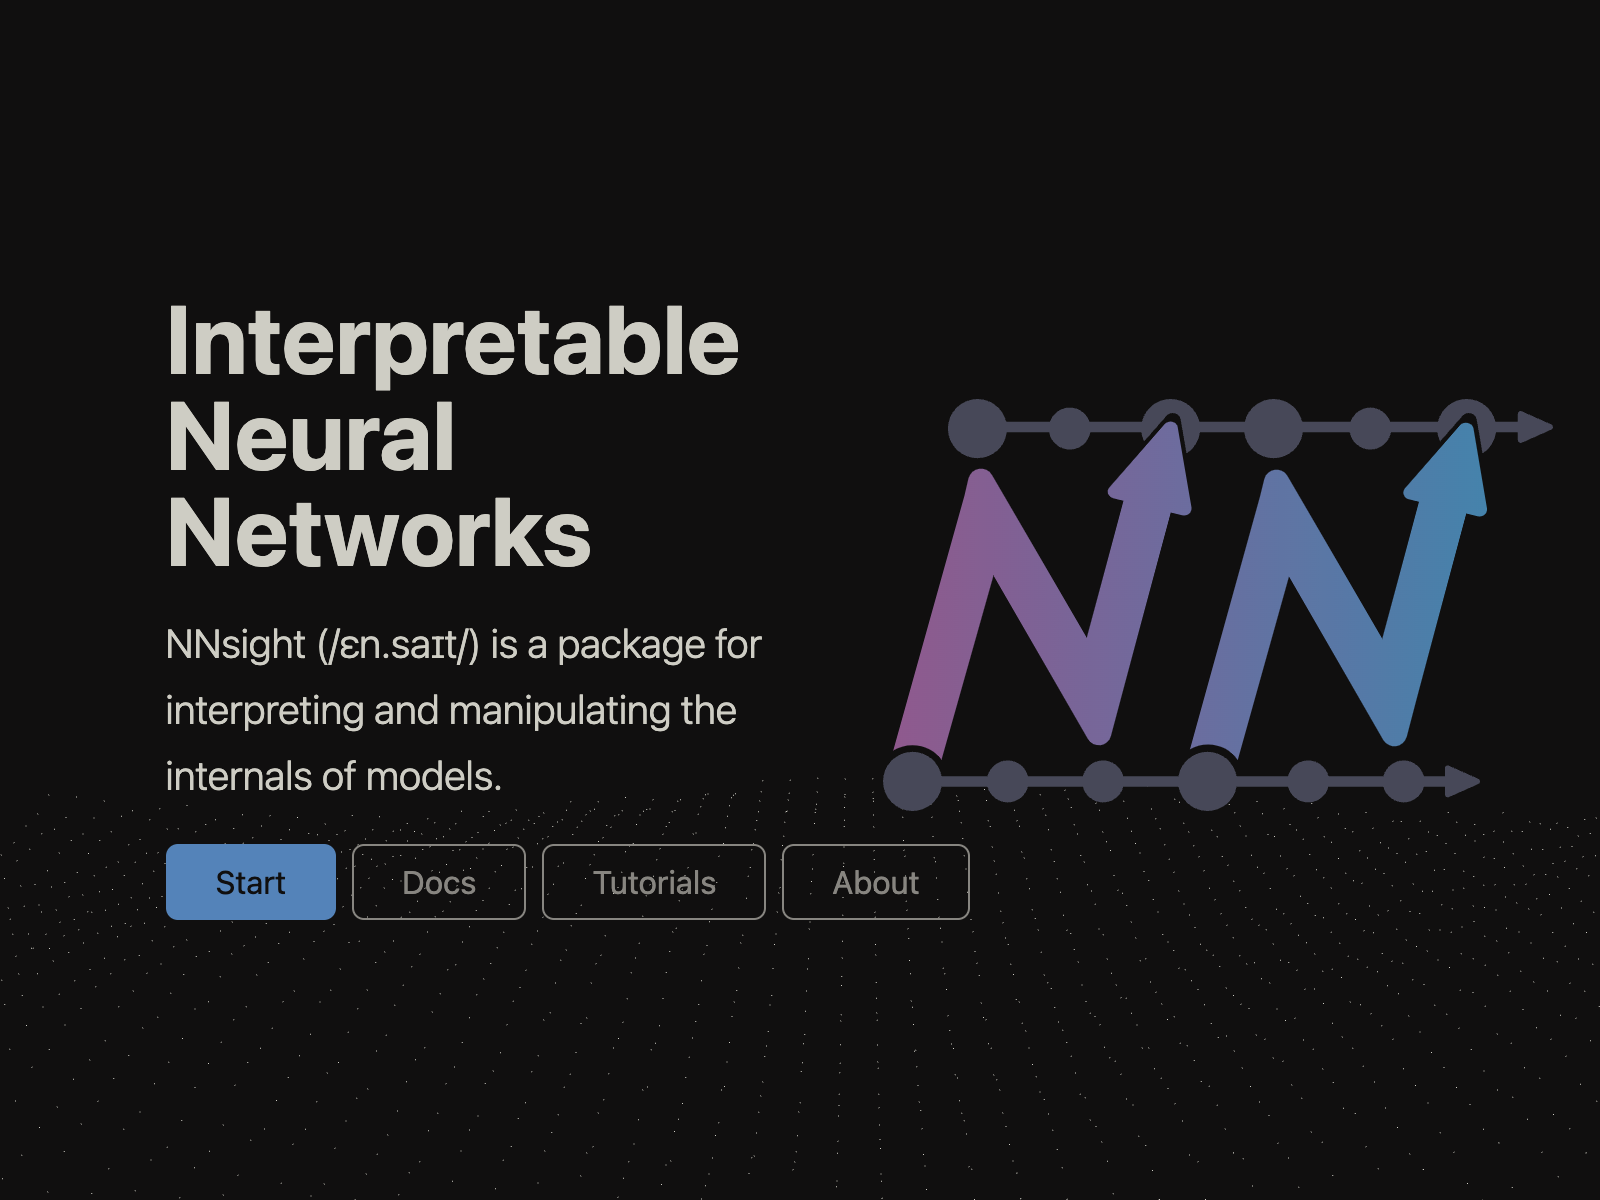 Interpretable
Neural
Networks
NNsight (/ɛn.saɪt/) is a package for
interpreting and manipulating the
internals of models.
Start
Docs
Tutorials
About
NN